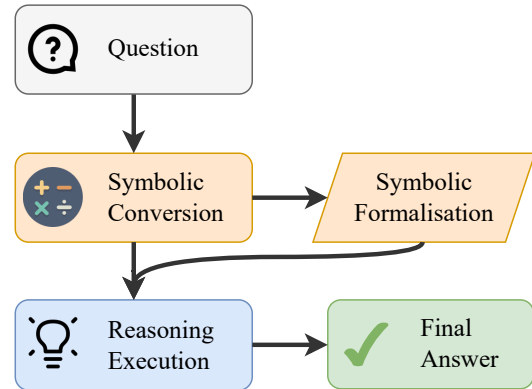 Question
Symbolic
Conversion
Symbolic
Formalisation
Reasoning
Execution
Final
Answer